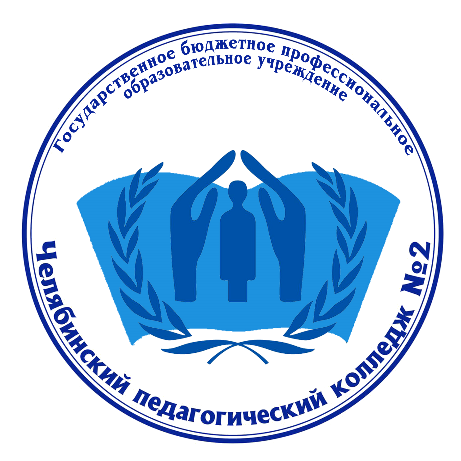 Государственное бюджетное профессиональное
образовательное учреждение
Челябинский педагогический колледж №2